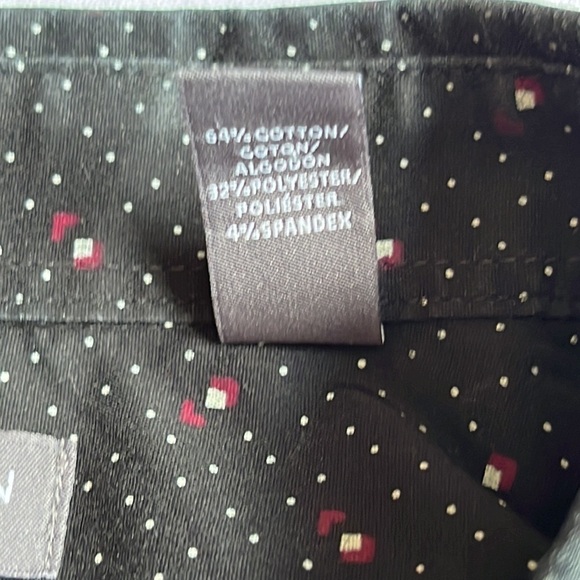 64% COTTON/
COTON/
ALGODON
32% POLYESTER/
POLIÉSTER
4% SPANDEX